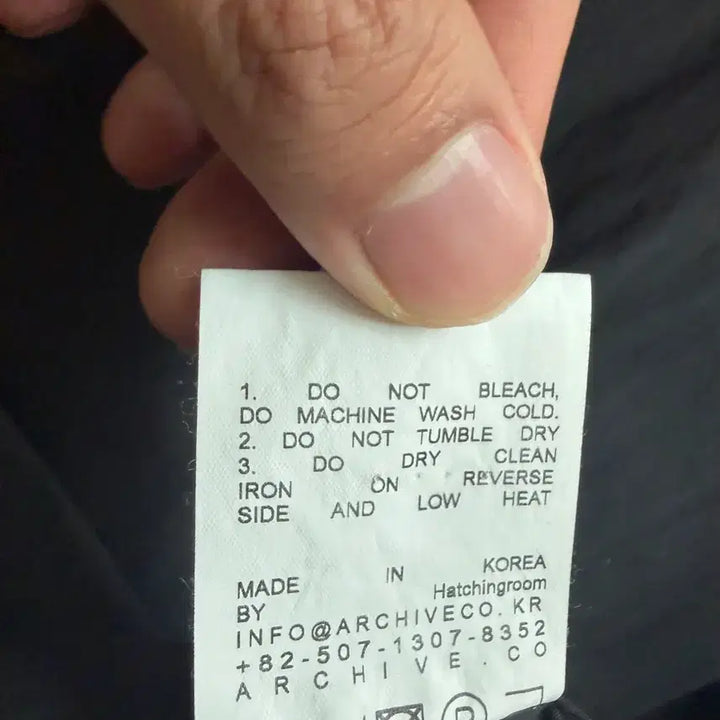 1. DO NOT BLEACH,
DO MACHINE WASH COLD.
2. DO NOT TUMBLE DRY
3. DO DRY CLEAN
IRON ON REVERSE
SIDE AND LOW HEAT
MADE IN KOREA
BY Hatchingroom
INFO@ARCHIVECO.KR
+82-507-1307-8352
ARCHIVE.CO
P